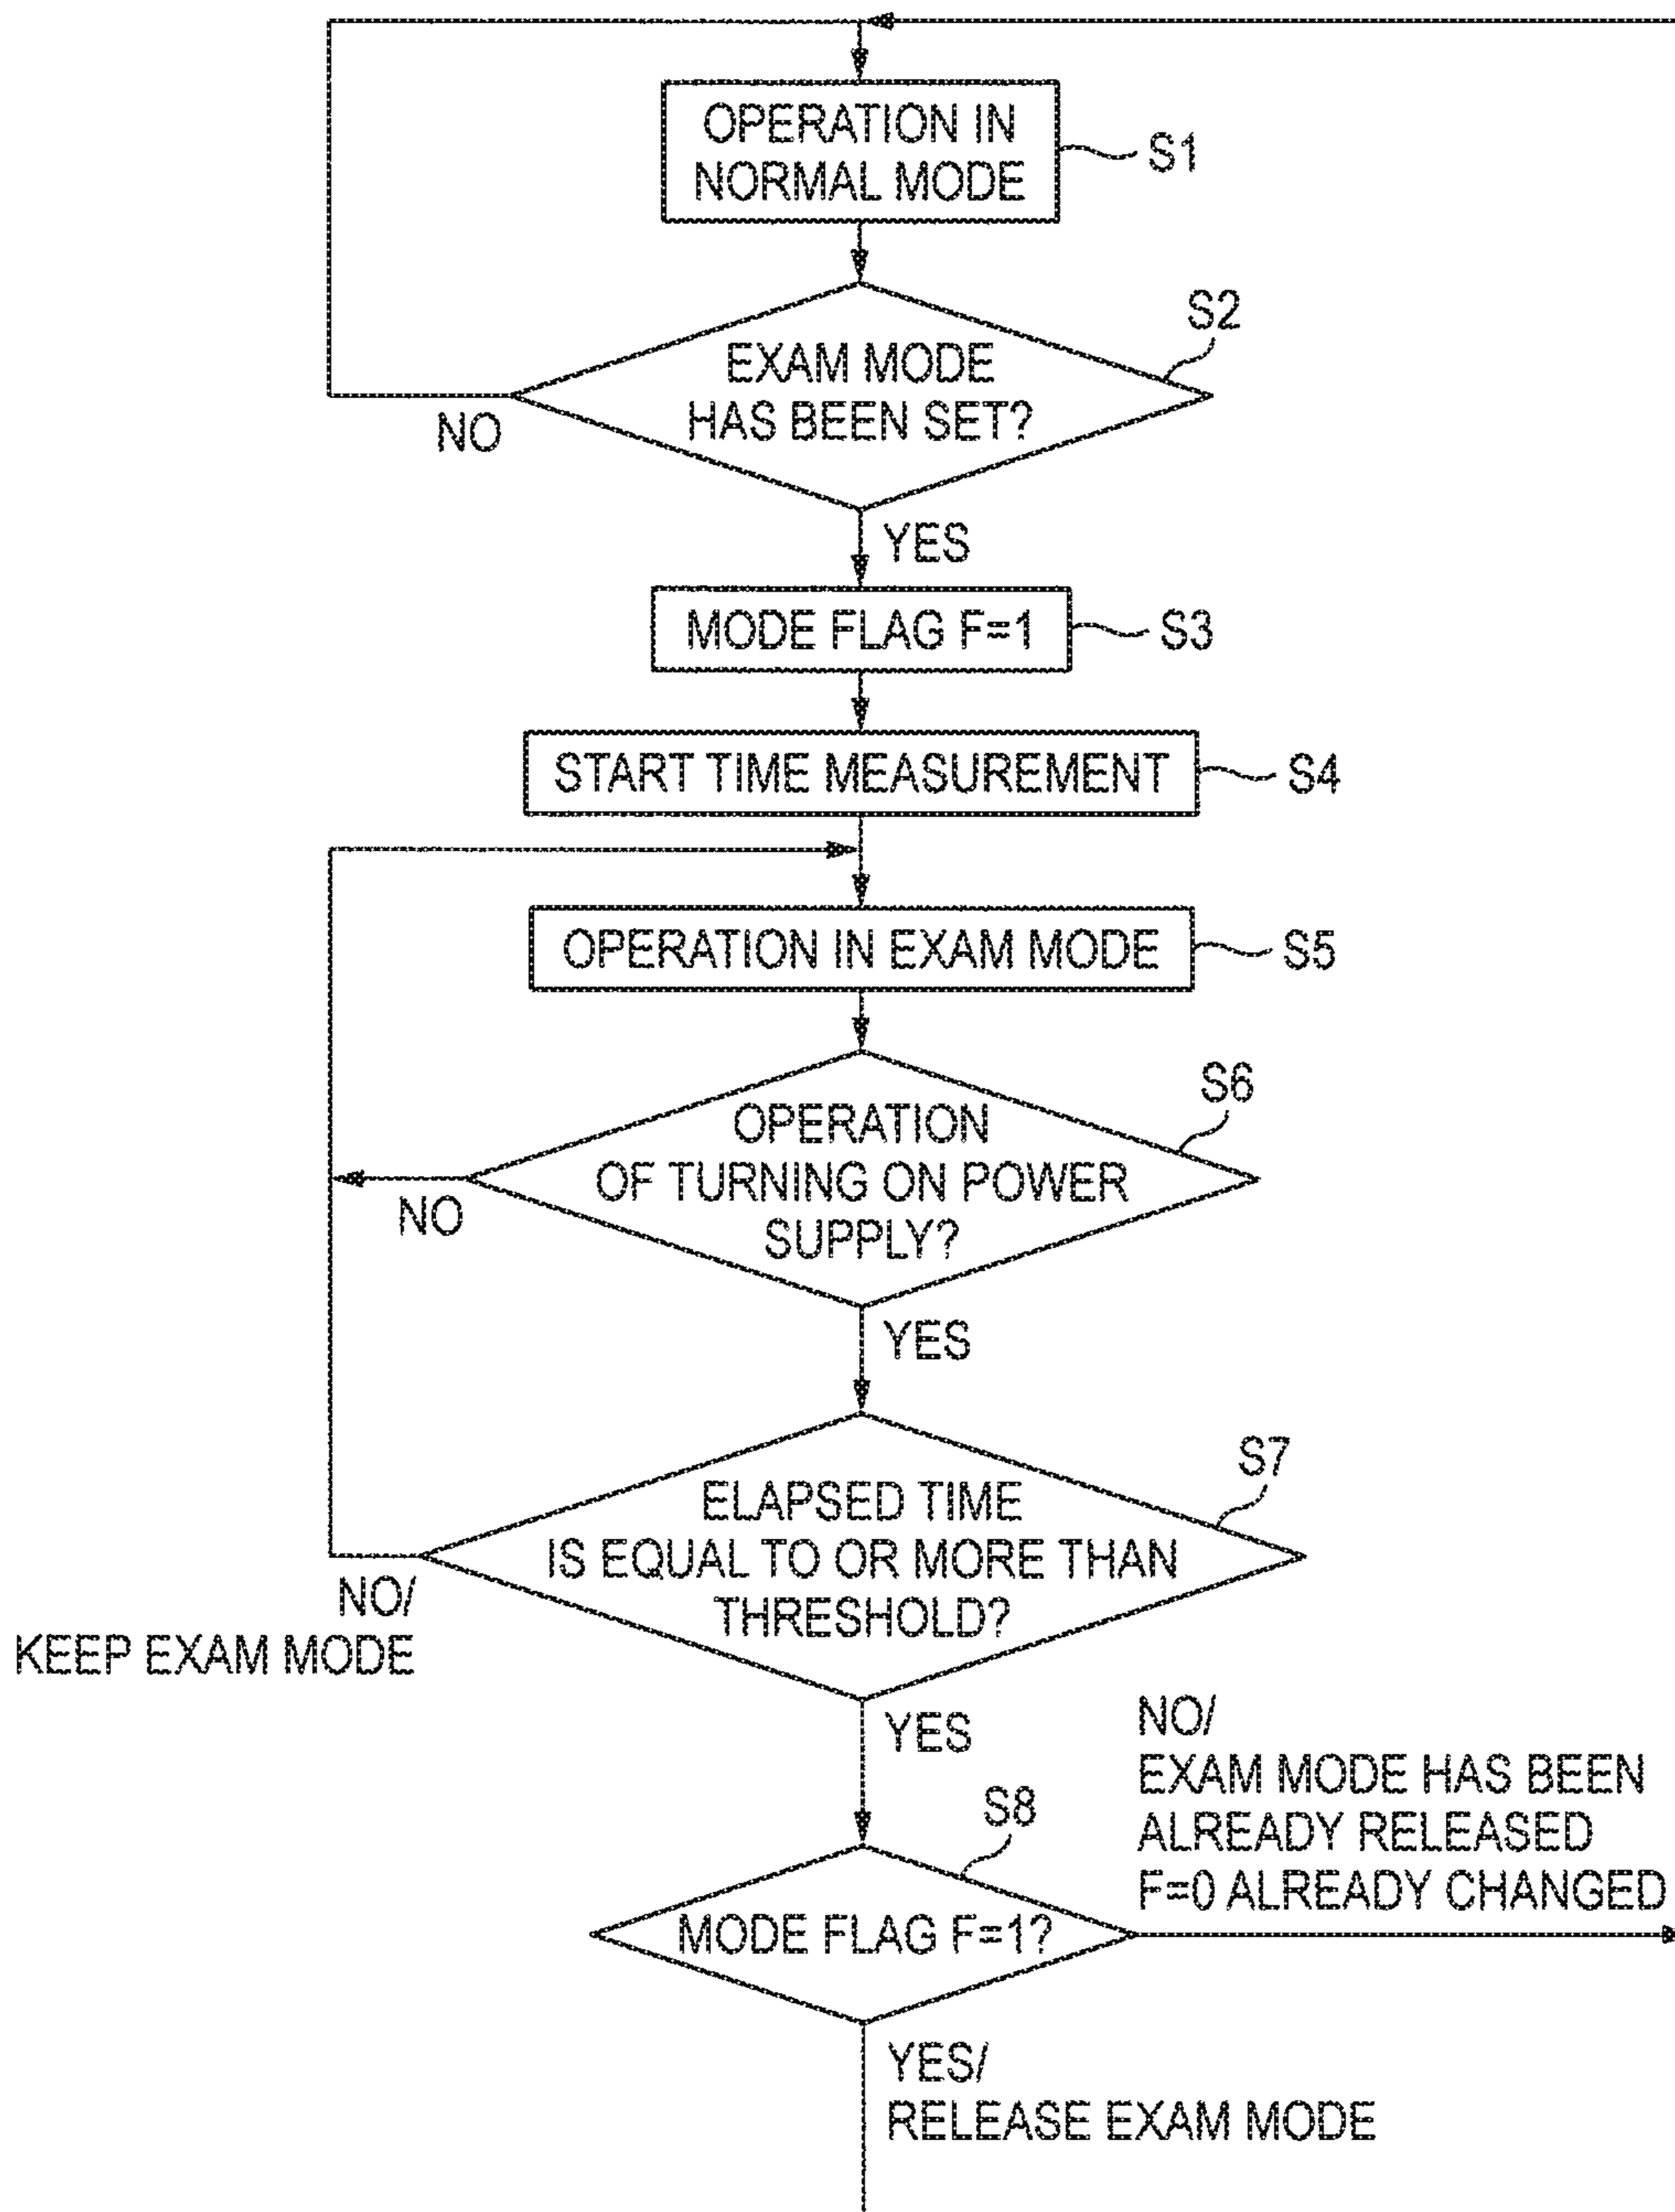 OPERATION IN
NORMAL MODE
S1
S2
EXAM MODE
HAS BEEN SET?
NO
YES
MODE FLAG F=1
S3
START TIME MEASUREMENT
S4
OPERATION IN EXAM MODE
S5
S6
OPERATION
OF TURNING ON POWER
SUPPLY?
NO
YES
S7
ELAPSED TIME
IS EQUAL TO OR MORE THAN
THRESHOLD?
NO/
KEEP EXAM MODE
YES
NO/
EXAM MODE HAS BEEN
ALREADY RELEASED
F=0 ALREADY CHANGED
S8
MODE FLAG F=1?
YES/
RELEASE EXAM MODE